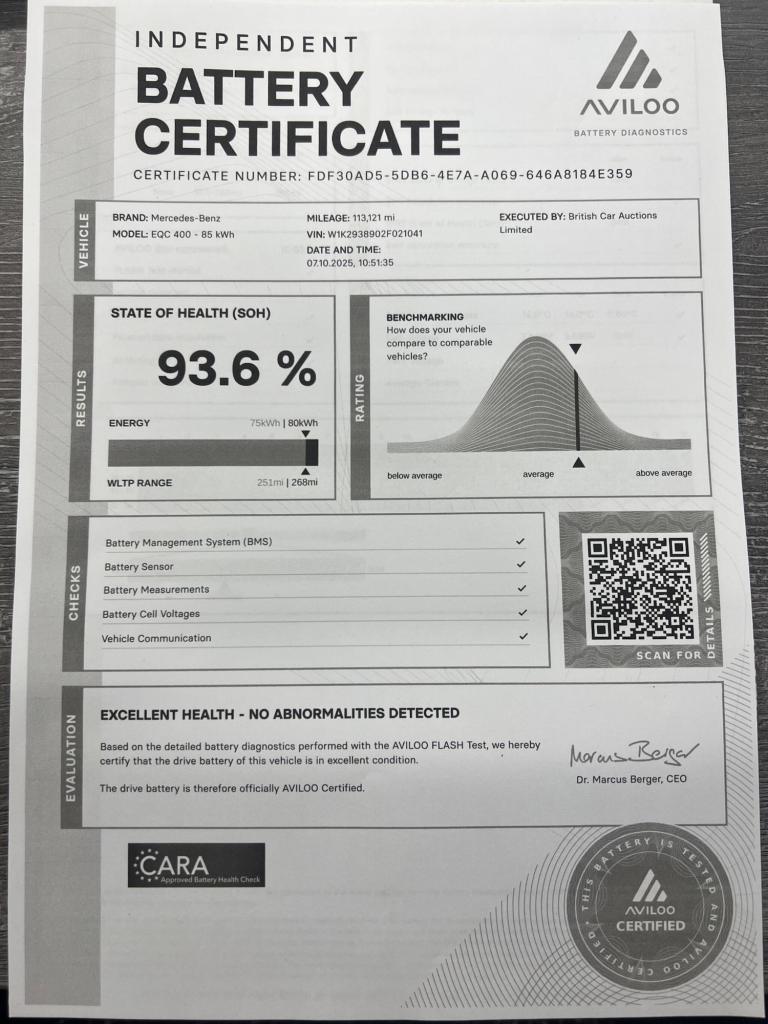 INDEPENDENT
BATTERY
CERTIFICATE
CERTIFICATE NUMBER: FDF30AD5-5DB6-4E7A-A069-646A8184E359
AVILOO
BATTERY DIAGNOSTICS
VEHICLE
BRAND: Mercedes-Benz
MODEL: EQC 400 - 85 kWh
MILEAGE: 113,121 mi
VIN: W1K2938902F021041
DATE AND TIME:
07.10.2025, 10:51:35
EXECUTED BY: British Car Auctions
Limited
RESULTS
STATE OF HEALTH (SOH)
93.6 %
ENERGY
75kWh | 80kWh
WLTP RANGE
251mi | 268mi
RATING
BENCHMARKING
How does your vehicle
compare to comparable
vehicles?
below average
average
above average
CHECKS
Battery Management System (BMS)
Battery Sensor
Battery Measurements
Battery Cell Voltages
Vehicle Communication
SCAN FOR DETAILS
EVALUATION
EXCELLENT HEALTH - NO ABNORMALITIES DETECTED
Based on the detailed battery diagnostics performed with the AVILOO FLASH Test, we hereby
certify that the drive battery of this vehicle is in excellent condition.
The drive battery is therefore officially AVILOO Certified.
Marcus Berger
Dr. Marcus Berger, CEO
CARA
Approved Battery Health Check
THIS BATTERY IS TESTED AND AVILOO CERTIFIED
AVILOO
CERTIFIED